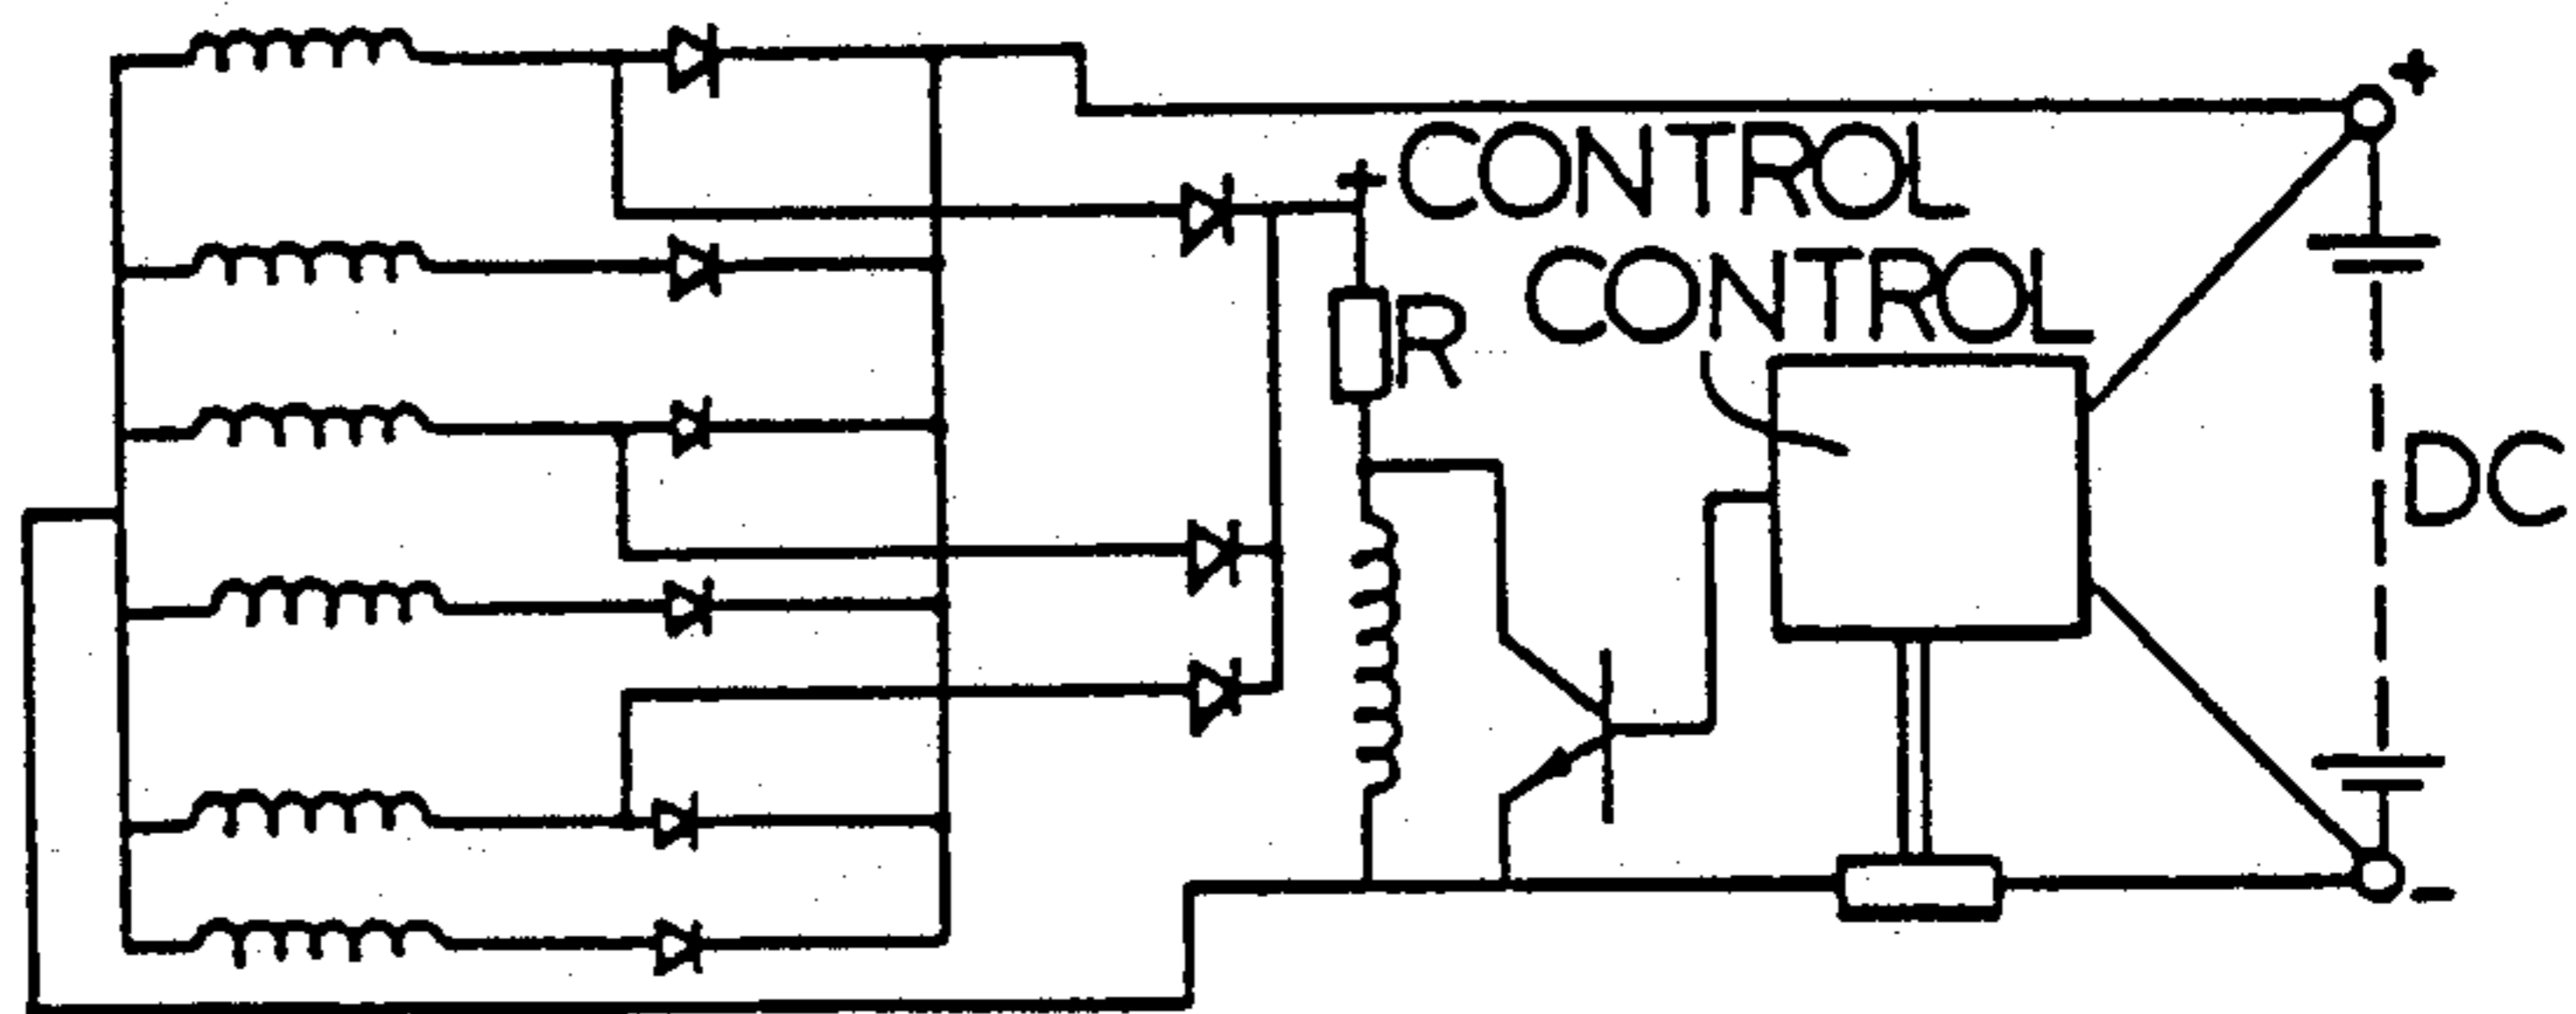 +
+ CONTROL
CONTROL
R
DC
-